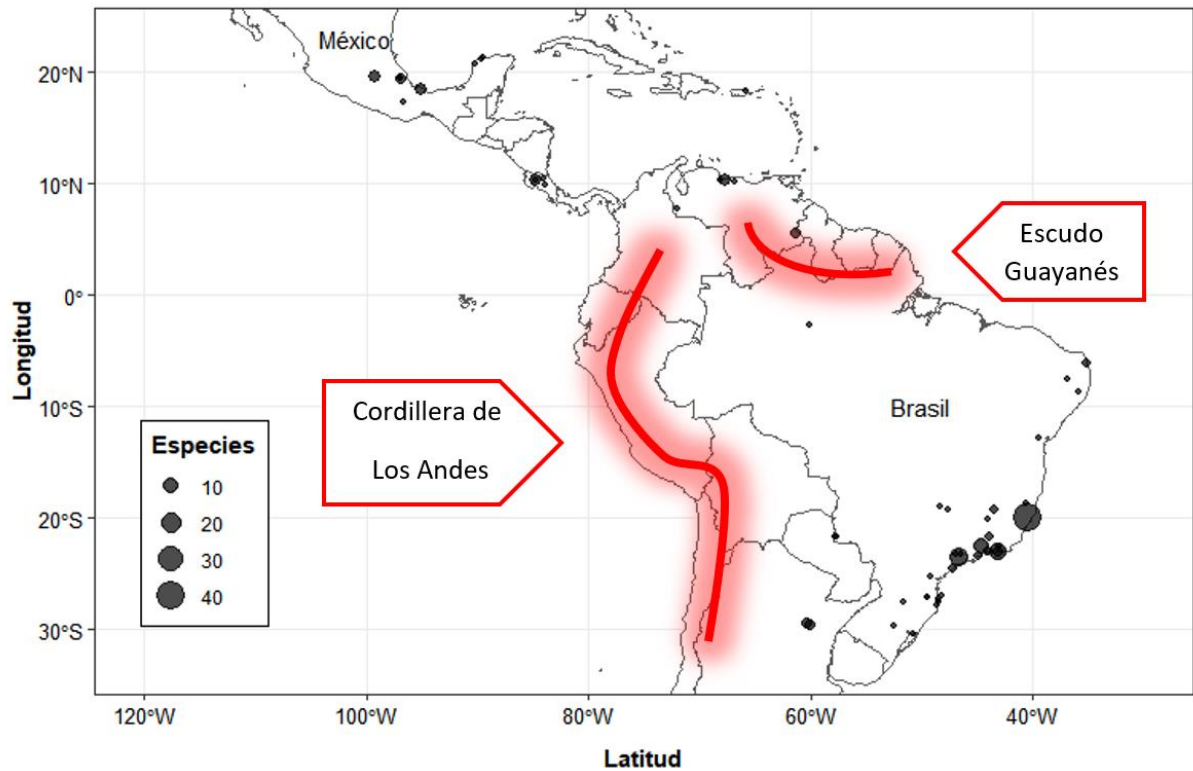 México
20°N
10°N
0°
10°S
20°S
30°S
Longitud
Escudo
Guayanés
Cordillera de
Los Andes
Brasil
Especies
10
20
30
40
120°W
100°W
80°W
60°W
40°W
Latitud